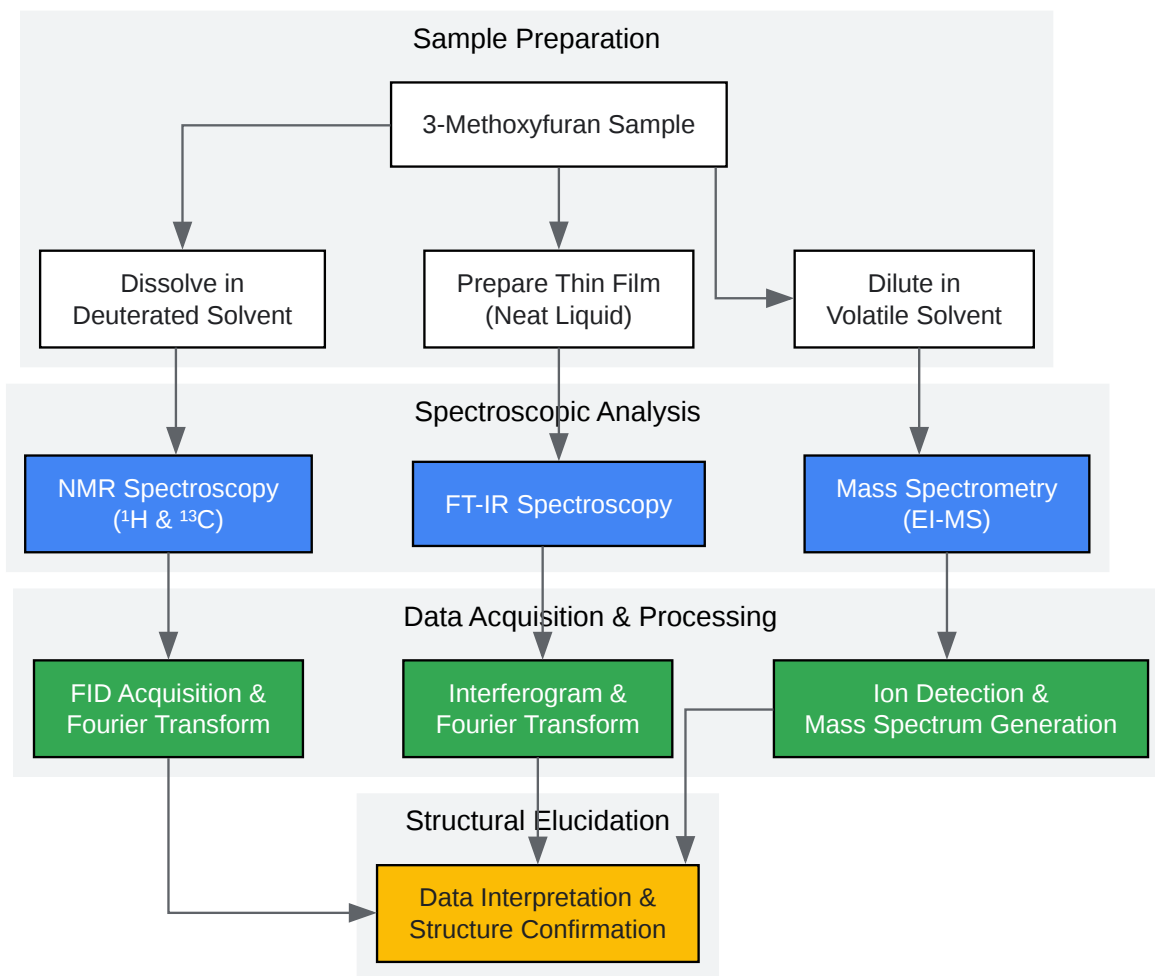 Sample Preparation
3-Methoxyfuran Sample
Dissolve in
Deuterated Solvent
Prepare Thin Film
(Neat Liquid)
Dilute in
Volatile Solvent
Spectroscopic Analysis
NMR Spectroscopy
(¹H & ¹³C)
FT-IR Spectroscopy
Mass Spectrometry
(EI-MS)
Data Acquisition & Processing
FID Acquisition &
Fourier Transform
Interferogram &
Fourier Transform
Ion Detection &
Mass Spectrum Generation
Structural Elucidation
Data Interpretation &
Structure Confirmation